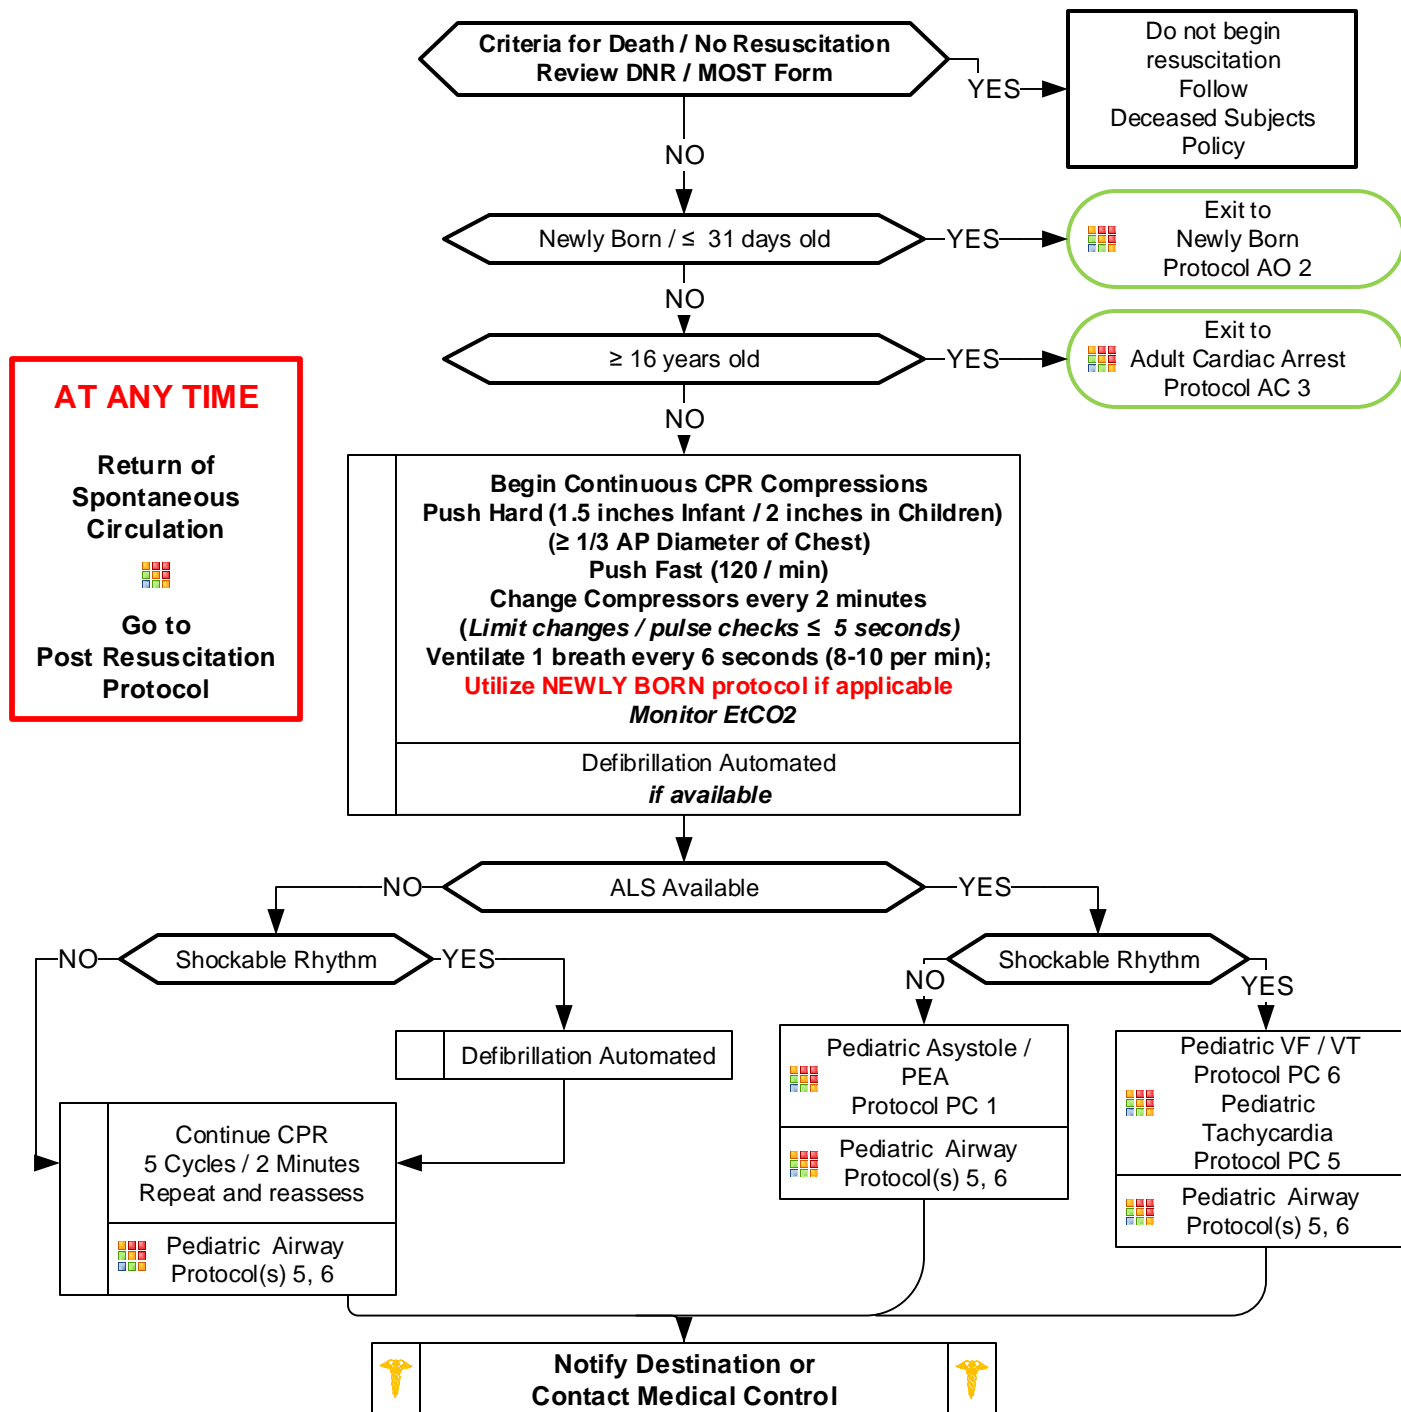 Criteria for Death / No Resuscitation
Review DNR / MOST Form
YES
Do not begin
resuscitation
Follow
Deceased Subjects
Policy
NO
Newly Born / ≤ 31 days old
YES
Exit to
Newly Born
Protocol AO 2
NO
≥ 16 years old
YES
Exit to
Adult Cardiac Arrest
Protocol AC 3
NO
AT ANY TIME
Return of
Spontaneous
Circulation
Go to
Post Resuscitation
Protocol
Begin Continuous CPR Compressions
Push Hard (1.5 inches Infant / 2 inches in Children)
(≥ 1/3 AP Diameter of Chest)
Push Fast (120 / min)
Change Compressors every 2 minutes
(Limit changes / pulse checks ≤ 5 seconds)
Ventilate 1 breath every 6 seconds (8-10 per min);
Utilize NEWLY BORN protocol if applicable
Monitor EtCO2
Defibrillation Automated
if available
NO
ALS Available
YES
NO
Shockable Rhythm
YES
Shockable Rhythm
NO
YES
Defibrillation Automated
Continue CPR
5 Cycles / 2 Minutes
Repeat and reassess
Pediatric Airway
Protocol(s) 5, 6
Pediatric Asystole /
PEA
Protocol PC 1
Pediatric Airway
Protocol(s) 5, 6
Pediatric VF / VT
Protocol PC 6
Pediatric
Tachycardia
Protocol PC 5
Pediatric Airway
Protocol(s) 5, 6
Notify Destination or
Contact Medical Control